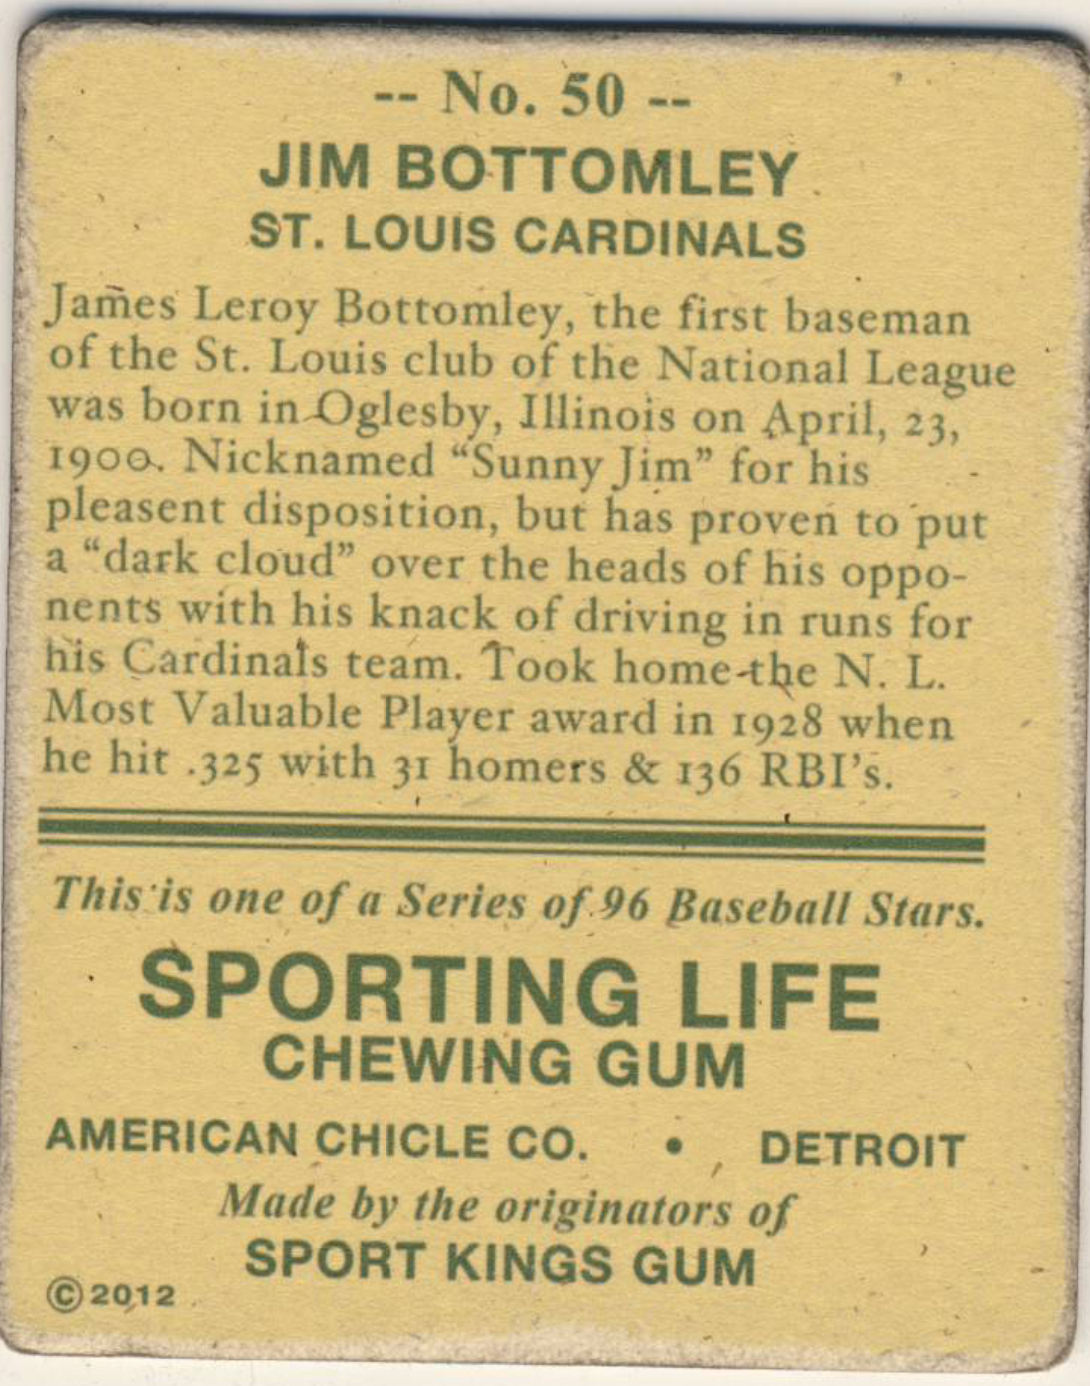 -- No. 50 --
JIM BOTTOMLEY
ST. LOUIS CARDINALS
James Leroy Bottomley, the first baseman
of the St. Louis club of the National League
was born in Oglesby, Illinois on April, 23,
1900. Nicknamed “Sunny Jim” for his
pleasent disposition, but has proven to put
a “dark cloud” over the heads of his oppo-
nents with his knack of driving in runs for
his Cardinals team. Took home the N. L.
Most Valuable Player award in 1928 when
he hit .325 with 31 homers & 136 RBI’s.
This is one of a Series of 96 Baseball Stars.
SPORTING LIFE
CHEWING GUM
AMERICAN CHICLE CO. • DETROIT
Made by the originators of
SPORT KINGS GUM
©2012